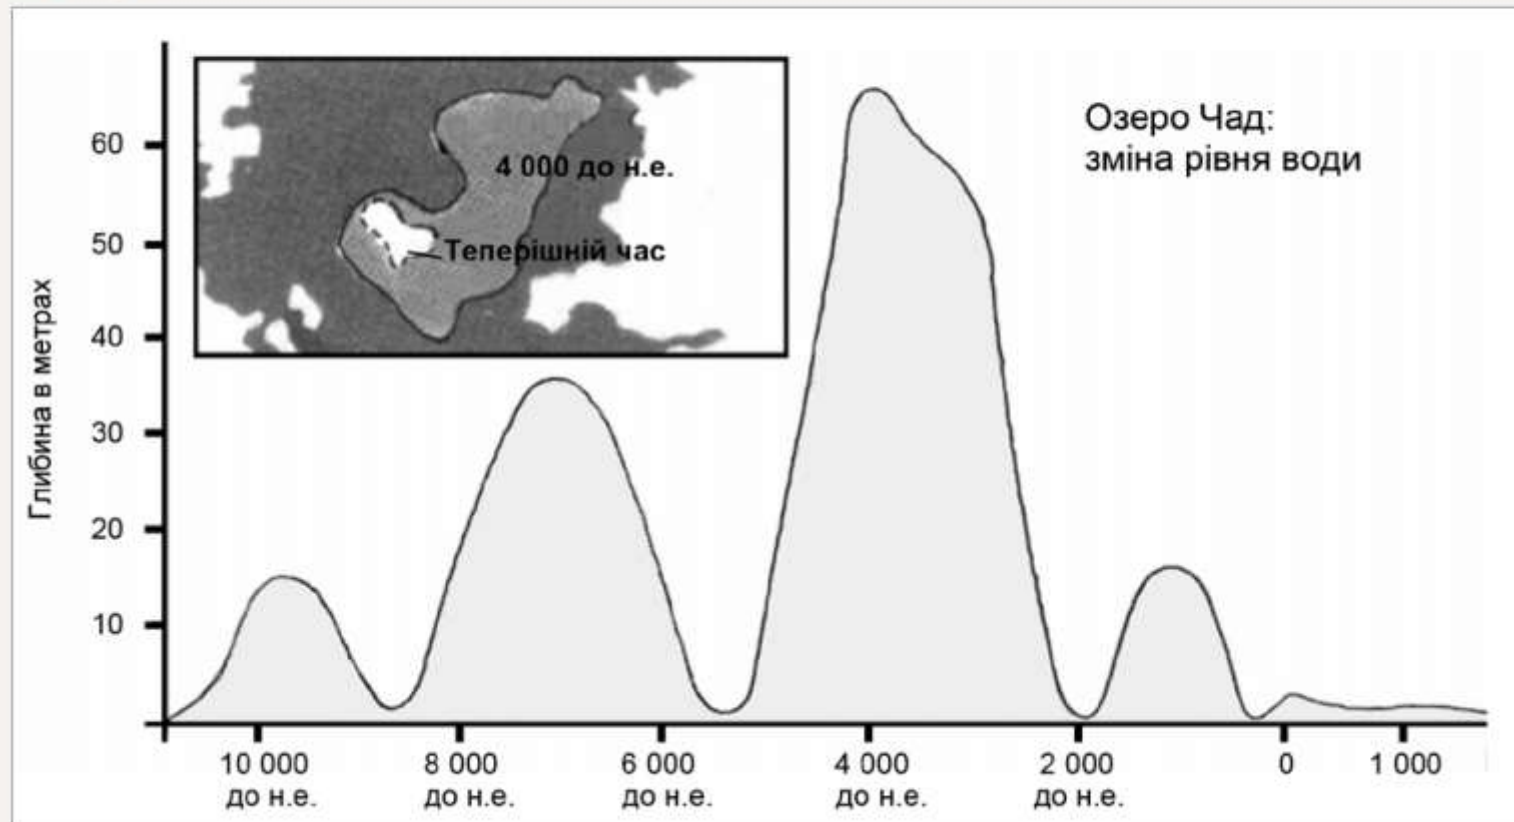 Озеро Чад:
зміна рівня води
4 000 до н.е.
Теперішній час
Глибина в метрах
60
50
40
30
20
10
10 000 до н.е.
8 000 до н.е.
6 000 до н.е.
4 000 до н.е.
2 000 до н.е.
0
1 000